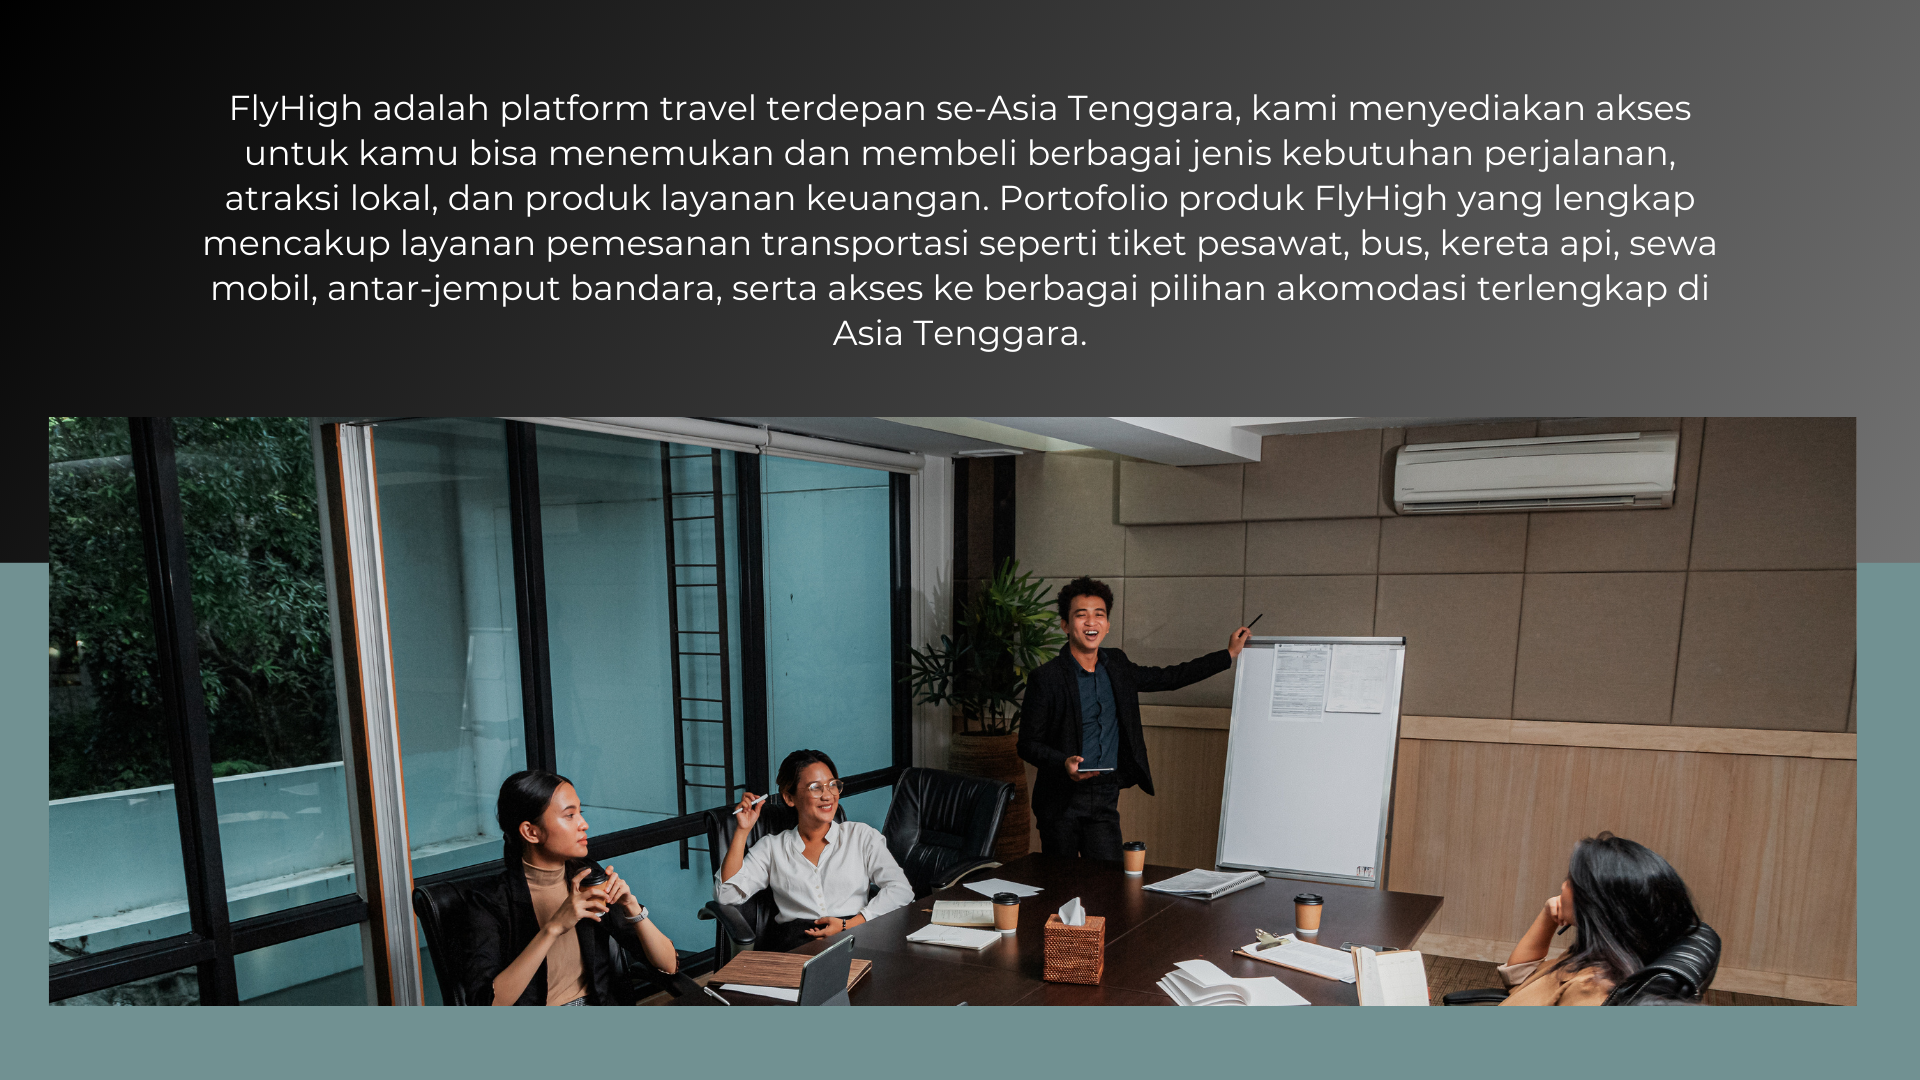 FlyHigh adalah platform travel terdepan se-Asia Tenggara, kami menyediakan akses
untuk kamu bisa menemukan dan membeli berbagai jenis kebutuhan perjalanan,
atraksi lokal, dan produk layanan keuangan. Portofolio produk FlyHigh yang lengkap
mencakup layanan pemesanan transportasi seperti tiket pesawat, bus, kereta api, sewa
mobil, antar-jemput bandara, serta akses ke berbagai pilihan akomodasi terlengkap di
Asia Tenggara.